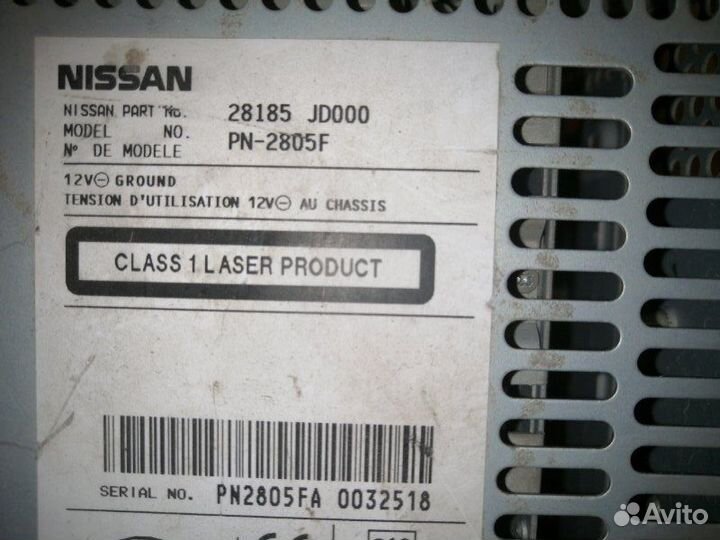 NISSAN
NISSAN PART NO. 28185 JD000
MODEL NO. PN-2805F
N° DE MODELE
12V⊖ GROUND
TENSION D'UTILISATION 12V⊖ AU CHASSIS
CLASS 1 LASER PRODUCT
SERIAL NO. PN2805FA 0032518
Avito